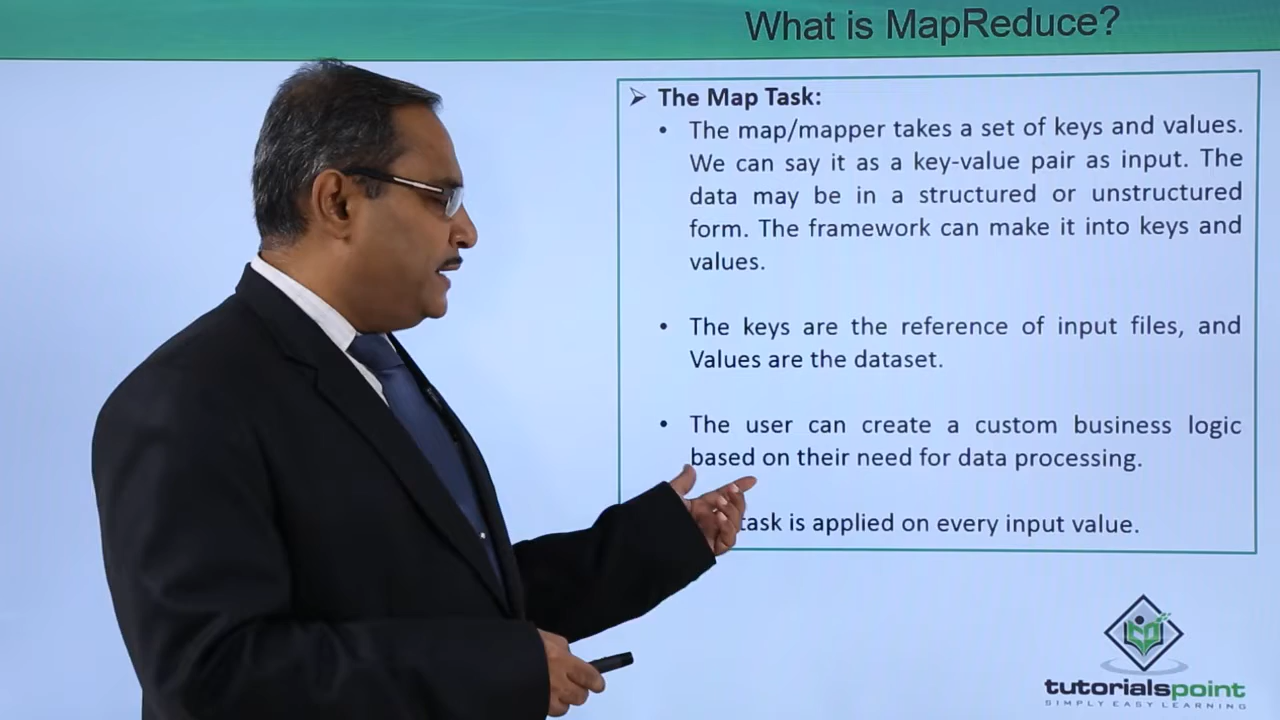 What is MapReduce?
The Map Task:
The map/mapper takes a set of keys and values.
We can say it as a key-value pair as input. The
data may be in a structured or unstructured
form. The framework can make it into keys and
values.
The keys are the reference of input files, and
Values are the dataset.
The user can create a custom business logic
based on their need for data processing.
task is applied on every input value.
tutorialspoint
SIMPLY EASY LEARNING